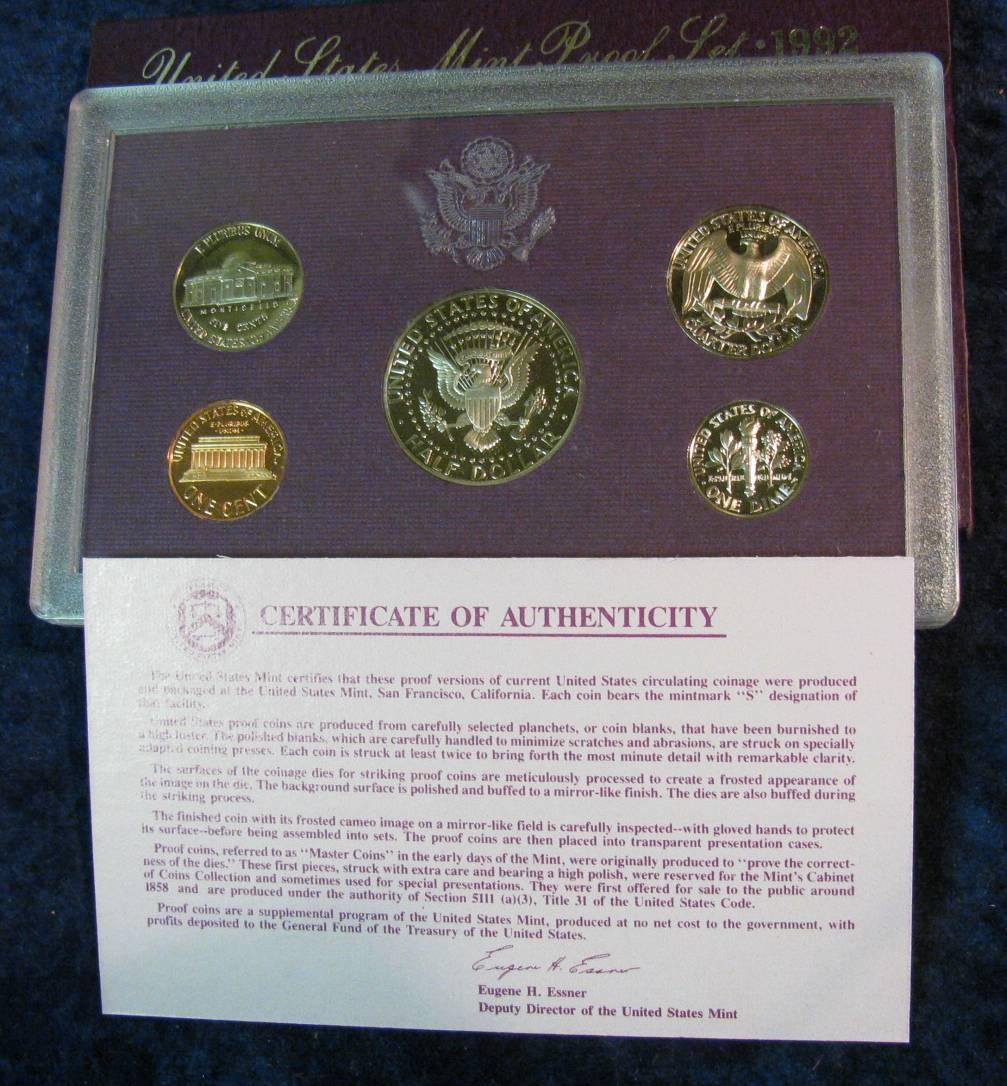 United States Mint Proof Set · 1992
E PLURIBUS UNUM
MONTICELLO
FIVE CENTS
UNITED STATES OF AMERICA
UNITED STATES OF AMERICA
E PLURIBUS
UNUM
QUARTER DOLLAR
UNITED STATES OF AMERICA
HALF DOLLAR
UNITED STATES OF AMERICA
E·PLURIBUS
·UNUM·
ONE CENT
UNITED STATES OF AMERICA
ONE DIME
CERTIFICATE OF AUTHENTICITY
The United States Mint certifies that these proof versions of current United States circulating coinage were produced
and packaged at the United States Mint, San Francisco, California. Each coin bears the mintmark "S" designation of
that facility.
United States proof coins are produced from carefully selected planchets, or coin blanks, that have been burnished to
a high luster. The polished blanks, which are carefully handled to minimize scratches and abrasions, are struck on specially
adapted coining presses. Each coin is struck at least twice to bring forth the most minute detail with remarkable clarity.
The surfaces of the coinage dies for striking proof coins are meticulously processed to create a frosted appearance of
the image on the die. The background surface is polished and buffed to a mirror-like finish. The dies are also buffed during
the striking process.
The finished coin with its frosted cameo image on a mirror-like field is carefully inspected--with gloved hands to protect
its surface--before being assembled into sets. The proof coins are then placed into transparent presentation cases.
Proof coins, referred to as "Master Coins" in the early days of the Mint, were originally produced to "prove the correct-
ness of the dies." These first pieces, struck with extra care and bearing a high polish, were reserved for the Mint's Cabinet
of Coins Collection and sometimes used for special presentations. They were first offered for sale to the public around
1858 and are produced under the authority of Section 5111 (a)(3), Title 31 of the United States Code.
Proof coins are a supplemental program of the United States Mint, produced at no net cost to the government, with
profits deposited to the General Fund of the Treasury of the United States.
Eugene H. Essner
Eugene H. Essner
Deputy Director of the United States Mint